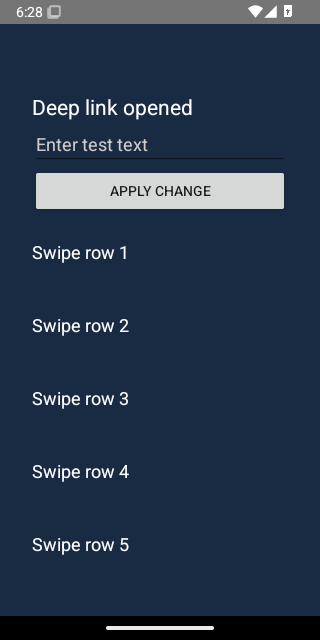 6:28
Deep link opened
Enter test text
APPLY CHANGE
Swipe row 1
Swipe row 2
Swipe row 3
Swipe row 4
Swipe row 5